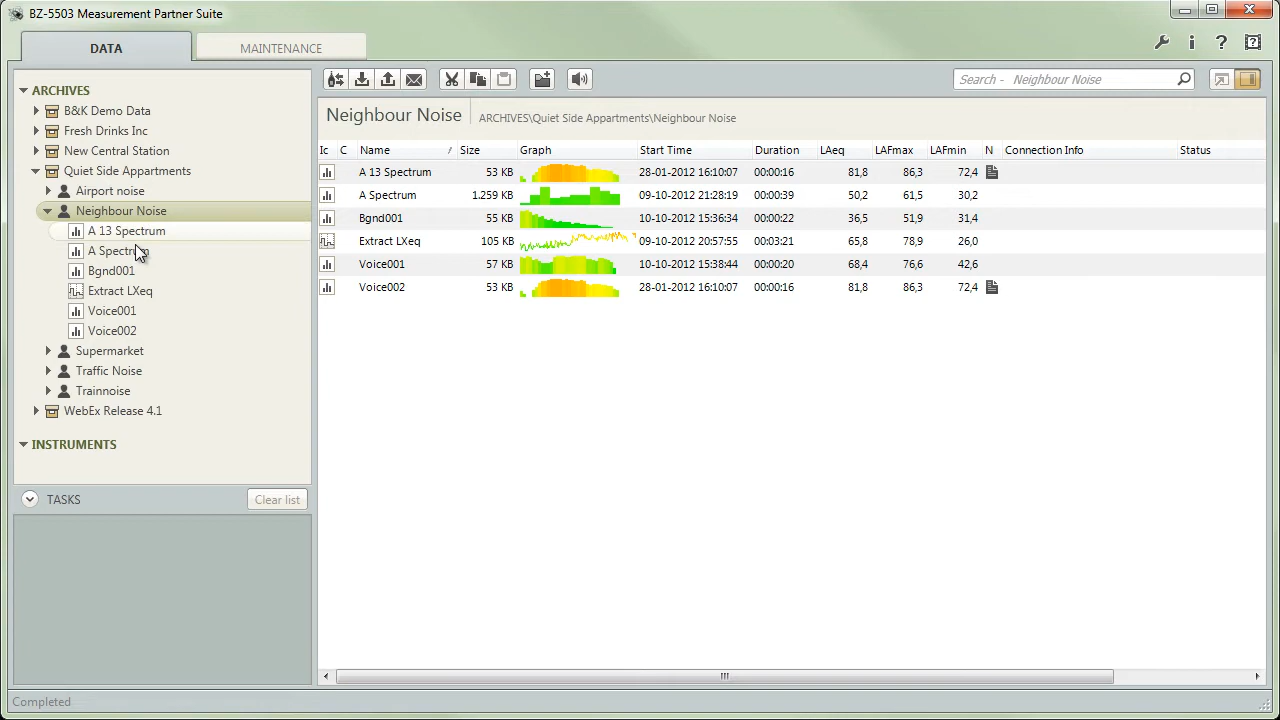 BZ-5503 Measurement Partner Suite
DATA
MAINTENANCE
ARCHIVES
B&K Demo Data
Fresh Drinks Inc
New Central Station
Quiet Side Appartments
Airport noise
Neighbour Noise
A 13 Spectrum
A Spectrum
Bgnd001
Extract LXeq
Voice001
Voice002
Supermarket
Traffic Noise
Trainnoise
WebEx Release 4.1
INSTRUMENTS
TASKS
Clear list
Search - Neighbour Noise
Neighbour Noise ARCHIVES\Quiet Side Appartments\Neighbour Noise
Ic C Name / Size Graph Start Time Duration LAeq LAFmax LAFmin N Connection Info Status
A 13 Spectrum 53 KB 28-01-2012 16:10:07 00:00:16 81,8 86,3 72,4
A Spectrum 1.259 KB 09-10-2012 21:28:19 00:00:39 50,2 61,5 30,2
Bgnd001 55 KB 10-10-2012 15:36:34 00:00:22 36,5 51,9 31,4
Extract LXeq 105 KB 09-10-2012 20:57:55 00:03:21 65,8 78,9 26,0
Voice001 57 KB 10-10-2012 15:38:44 00:00:20 68,4 76,6 42,6
Voice002 53 KB 28-01-2012 16:10:07 00:00:16 81,8 86,3 72,4
Completed